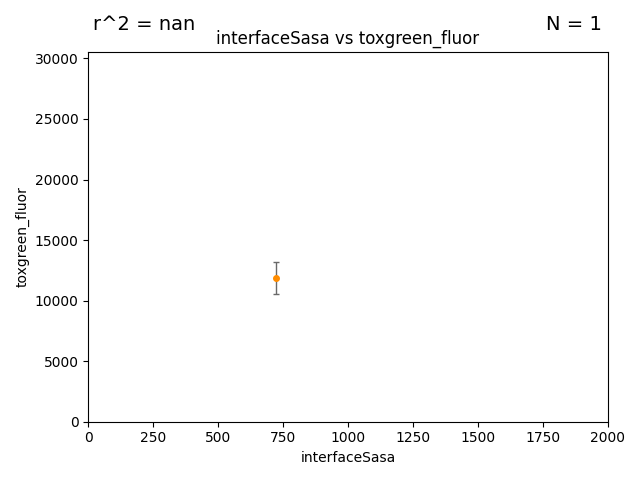 r^2 = nan
N = 1
interfaceSasa vs toxgreen_fluor
30000
25000
20000
15000
10000
5000
0
toxgreen_fluor
0 250 500 750 1000 1250 1500 1750 2000
interfaceSasa